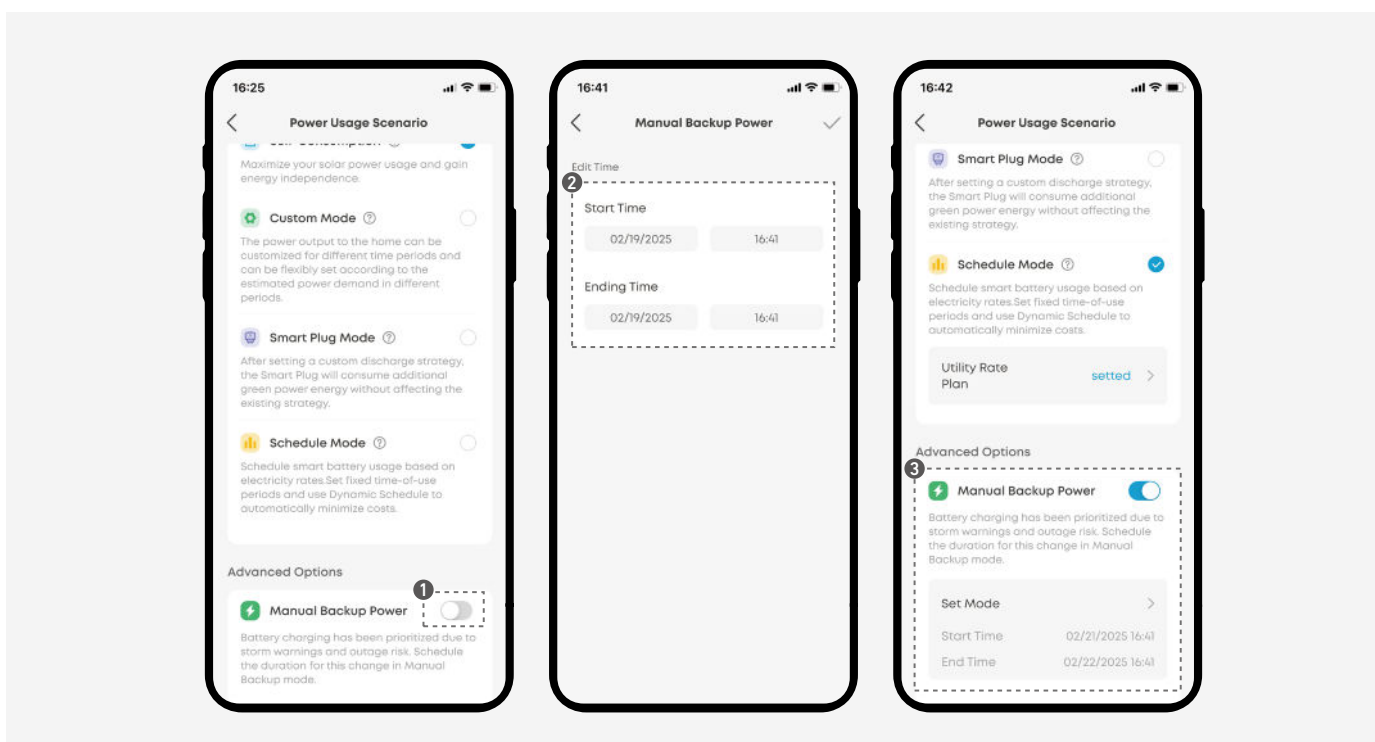 16:25
Power Usage Scenario
Maximize your solar power usage and gain
energy independence.
Custom Mode ?
The power output to the home can be
customized for different time periods and
can be flexibly set according to the
estimated power demand in different
periods.
Smart Plug Mode ?
After setting a custom discharge strategy,
the Smart Plug will consume additional
green power energy without affecting the
existing strategy.
Schedule Mode ?
Schedule smart battery usage based on
electricity rates.Set fixed time-of-use
periods and use Dynamic Schedule to
automatically minimize costs.
Advanced Options
1
Manual Backup Power
Battery charging has been prioritized due to
storm warnings and outage risk. Schedule
the duration for this change in Manual
Backup mode.
16:41
Manual Backup Power
Edit Time
2
Start Time
02/19/2025 16:41
Ending Time
02/19/2025 16:41
16:42
Power Usage Scenario
Smart Plug Mode ?
After setting a custom discharge strategy,
the Smart Plug will consume additional
green power energy without affecting the
existing strategy.
Schedule Mode ?
Schedule smart battery usage based on
electricity rates.Set fixed time-of-use
periods and use Dynamic Schedule to
automatically minimize costs.
Utility Rate
Plan
setted
Advanced Options
3
Manual Backup Power
Battery charging has been prioritized due to
storm warnings and outage risk. Schedule
the duration for this change in Manual
Backup mode.
Set Mode
Start Time 02/21/2025 16:41
End Time 02/22/2025 16:41